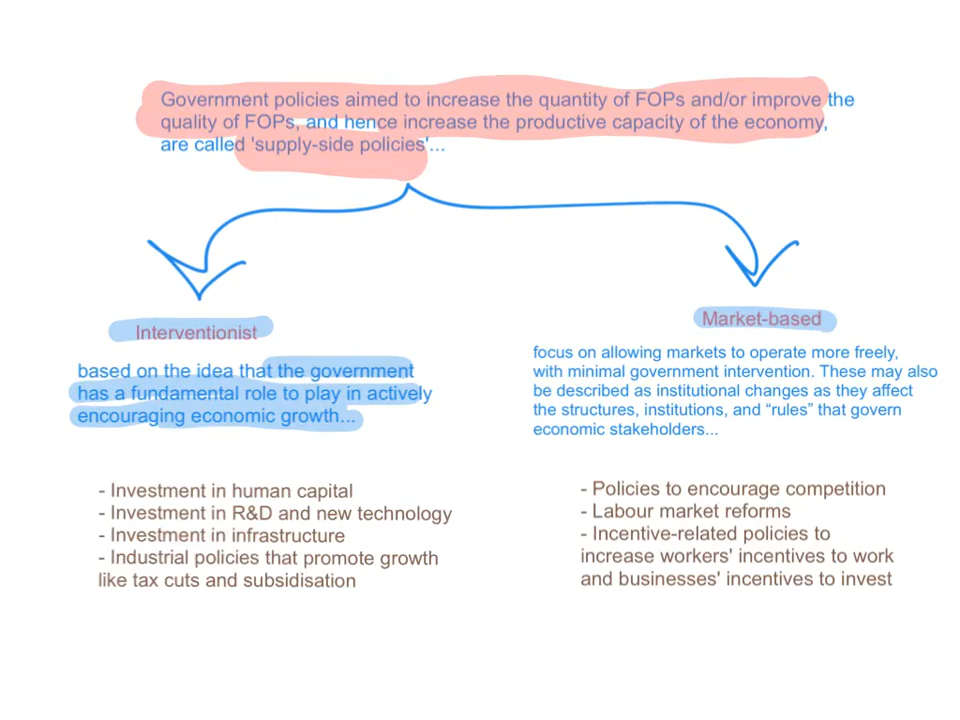 Government policies aimed to increase the quantity of FOPs and/or improve the
quality of FOPs, and hence increase the productive capacity of the economy,
are called 'supply-side policies'...
Interventionist
based on the idea that the government
has a fundamental role to play in actively
encouraging economic growth...
- Investment in human capital
- Investment in R&D and new technology
- Investment in infrastructure
- Industrial policies that promote growth
like tax cuts and subsidisation
Market-based
focus on allowing markets to operate more freely,
with minimal government intervention. These may also
be described as institutional changes as they affect
the structures, institutions, and “rules” that govern
economic stakeholders...
- Policies to encourage competition
- Labour market reforms
- Incentive-related policies to
increase workers' incentives to work
and businesses' incentives to invest